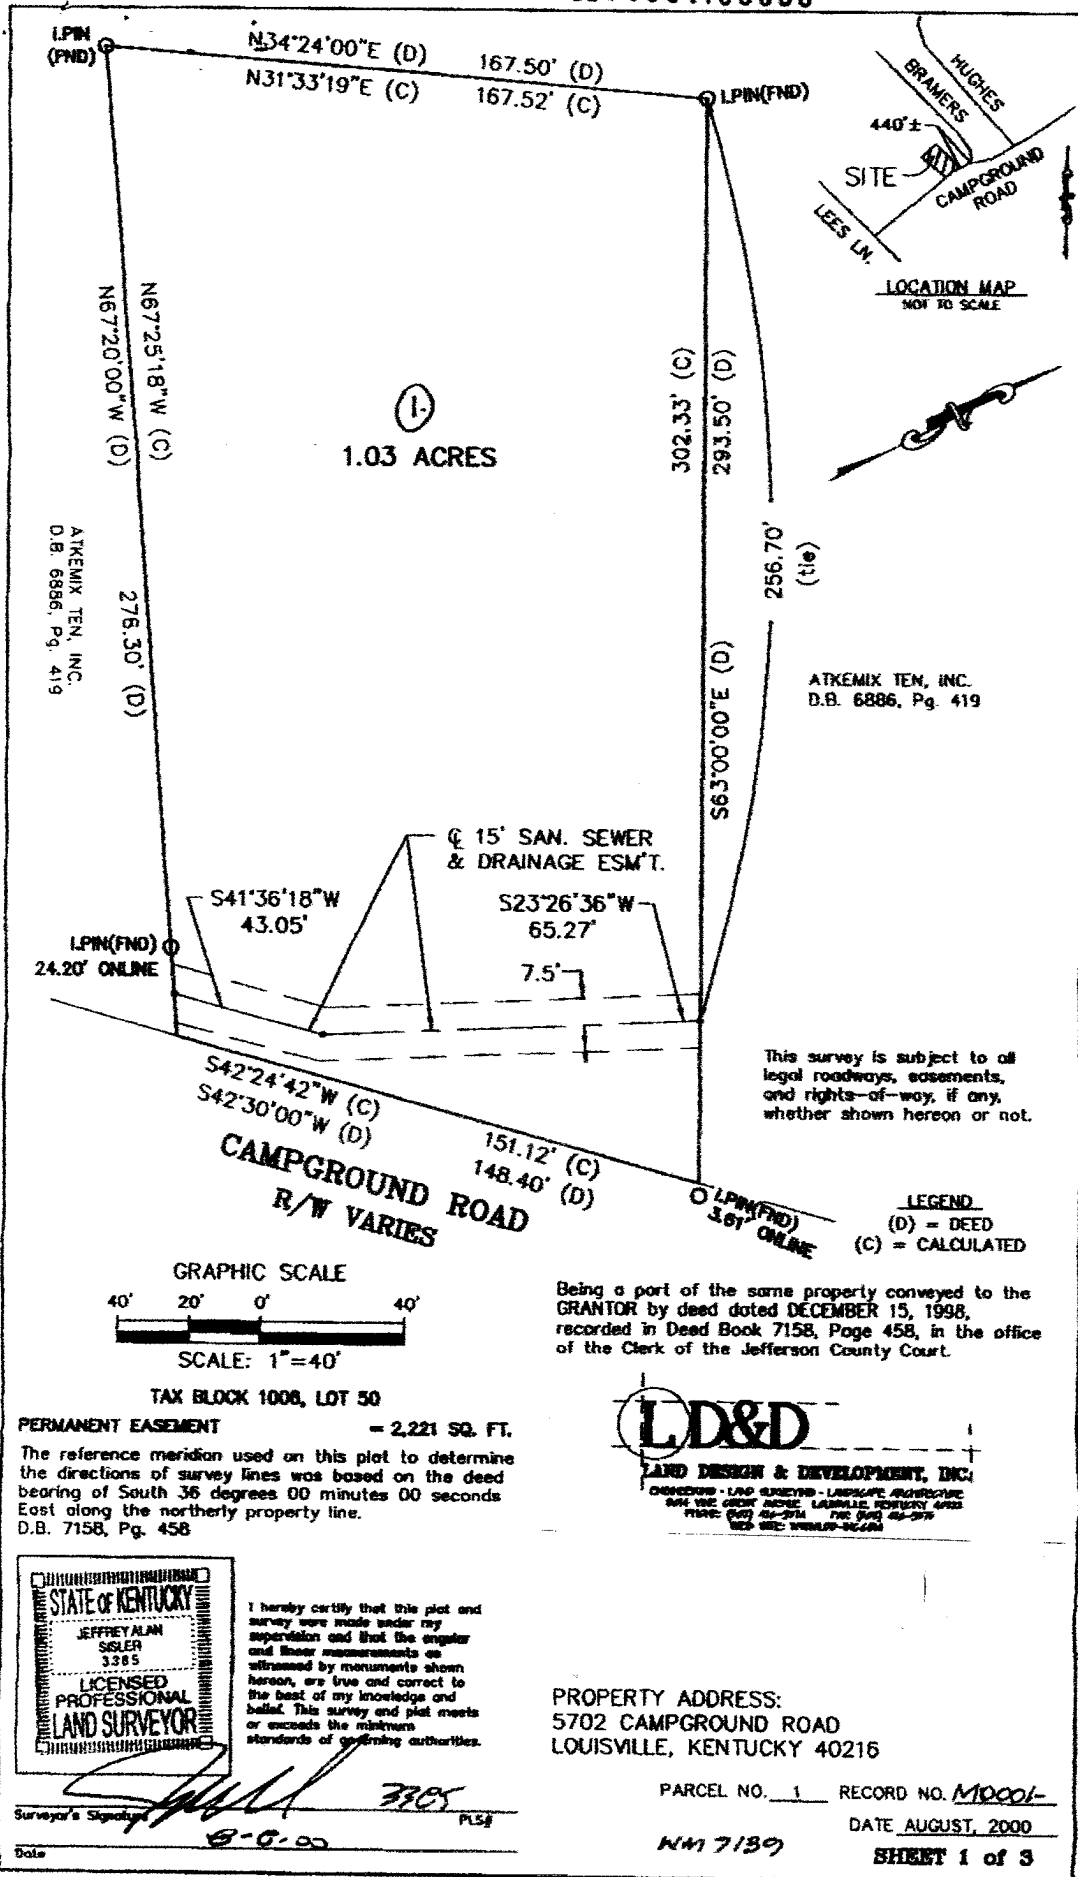 I.PIN
(FND)
N34°24'00"E (D) 167.50' (D)
N31°33'19"E (C) 167.52' (C)
I.PIN(FND)
HUGHES
BRAMERS
440'±
SITE
CAMPGROUND
ROAD
LEES LN.
LOCATION MAP
NOT TO SCALE
N
N67°20'00"W (D)
N67°25'18"W (C)
276.30' (D)
1.
1.03 ACRES
302.33' (C)
293.50' (D)
S63°00'00"E (D)
256.70'
(tie)
ATKEMIX TEN, INC.
D.B. 6886, Pg. 419
ATKEMIX TEN, INC.
D.B. 6886, Pg. 419
℄ 15' SAN. SEWER
& DRAINAGE ESM'T.
S41°36'18"W
43.05'
S23°26'36"W
65.27'
7.5'
I.PIN(FND)
24.20' ONLINE
S42°24'42"W (C)
S42°30'00"W (D)
151.12' (C)
148.40' (D)
CAMPGROUND ROAD
R/W VARIES
I.PIN(FND)
3.61' ONLINE
This survey is subject to all
legal roadways, easements,
and rights-of-way, if any,
whether shown hereon or not.
LEGEND
(D) = DEED
(C) = CALCULATED
GRAPHIC SCALE
40' 20' 0' 40'
SCALE: 1"=40'
Being a part of the same property conveyed to the
GRANTOR by deed dated DECEMBER 15, 1998,
recorded in Deed Book 7158, Page 458, in the office
of the Clerk of the Jefferson County Court.
TAX BLOCK 1008, LOT 50
PERMANENT EASEMENT = 2,221 SQ. FT.
The reference meridian used on this plat to determine
the directions of survey lines was based on the deed
bearing of South 36 degrees 00 minutes 00 seconds
East along the northerly property line.
D.B. 7158, Pg. 458
LD&D
LAND DESIGN & DEVELOPMENT, INC.
ENGINEERING - LAND SURVEYING - LANDSCAPE ARCHITECTURE
STATE of KENTUCKY
JEFFREY ALAN
SISLER
3385
LICENSED
PROFESSIONAL
LAND SURVEYOR
I hereby certify that this plat and
survey were made under my
supervision and that the angular
and linear measurements as
witnessed by monuments shown
hereon, are true and correct to
the best of my knowledge and
belief. This survey and plat meets
or exceeds the minimum
standards of governing authorities.
3385
Surveyor's Signature PLS#
8-8-00
Date
PROPERTY ADDRESS:
5702 CAMPGROUND ROAD
LOUISVILLE, KENTUCKY 40216
PARCEL NO. 1 RECORD NO. M0001-
DATE AUGUST, 2000
WM 7139
SHEET 1 of 3